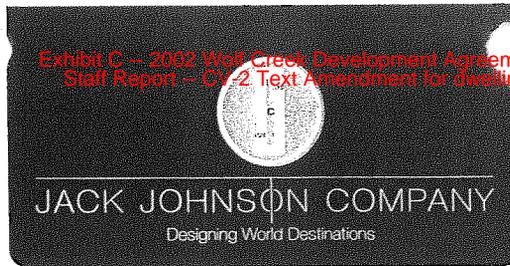 Exhibit C -- 2002 Wolf Creek Development Agreem
Staff Report -- CV-2 Text Amendment for dwelli
C
JACK JOHNSON COMPANY
Designing World Destinations